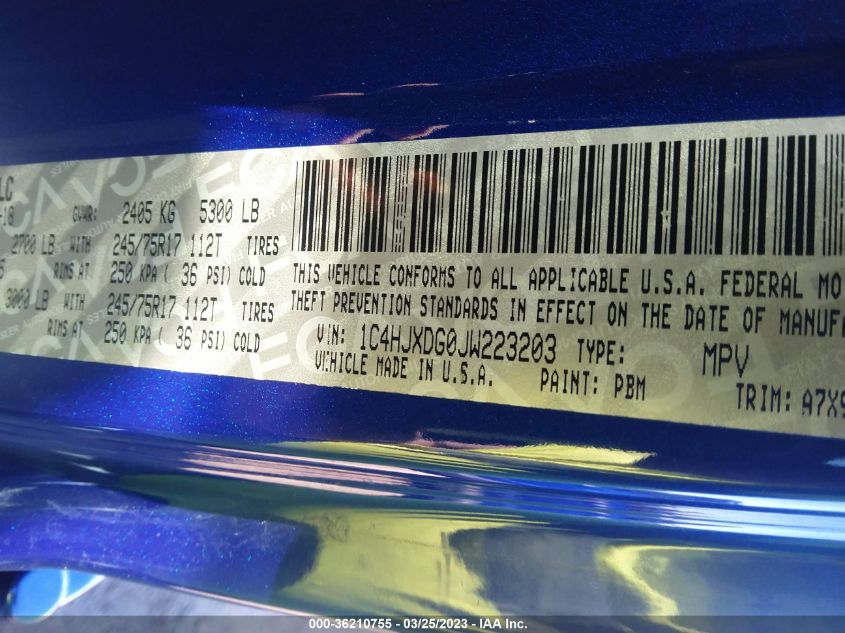 LC
-18 GVWR: 2405 KG 5300 LB
2700 LB WITH 245/75R17 112T TIRES
RIMS AT 250 KPA ( 36 PSI) COLD
3000 LB WITH 245/75R17 112T TIRES
RIMS AT 250 KPA ( 36 PSI) COLD
THIS VEHICLE CONFORMS TO ALL APPLICABLE U.S.A. FEDERAL MO
THEFT PREVENTION STANDARDS IN EFFECT ON THE DATE OF MANUFA
VIN: 1C4HJXDG0JW223203 TYPE: MPV
VEHICLE MADE IN U.S.A. PAINT: PBM TRIM: A7X9
000-36210755 - 03/25/2023 - IAA Inc.